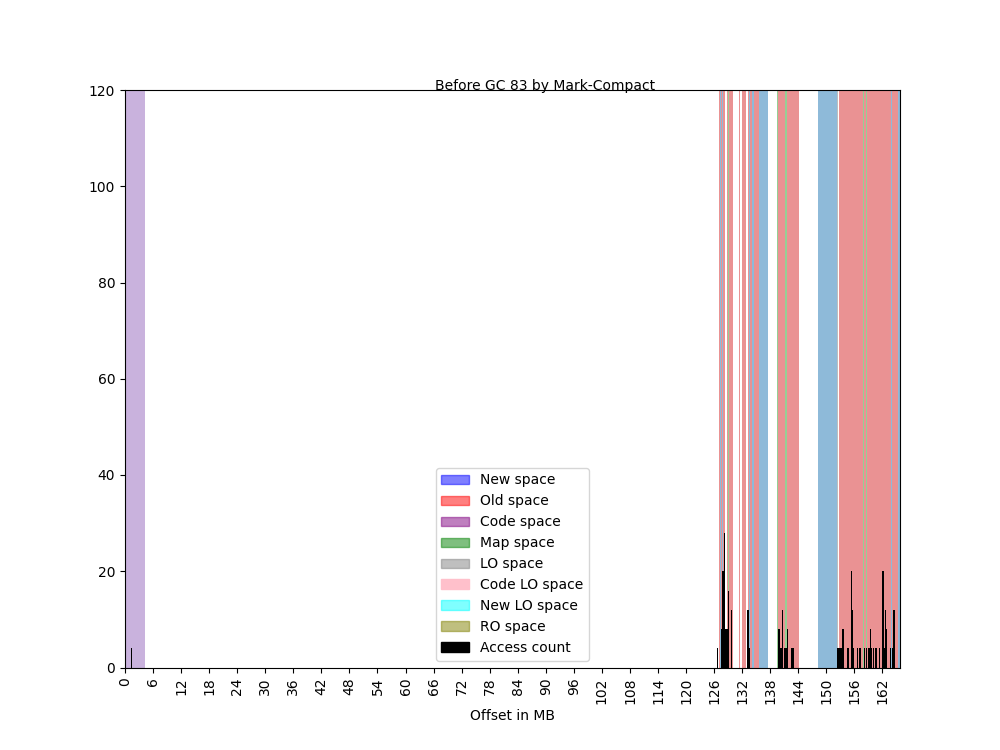 Before GC 83 by Mark-Compact
120
100
80
60
40
20
0
New space
Old space
Code space
Map space
LO space
Code LO space
New LO space
RO space
Access count
0 6 12 18 24 30 36 42 48 54 60 66 72 78 84 90 96 102 108 114 120 126 132 138 144 150 156 162
Offset in MB